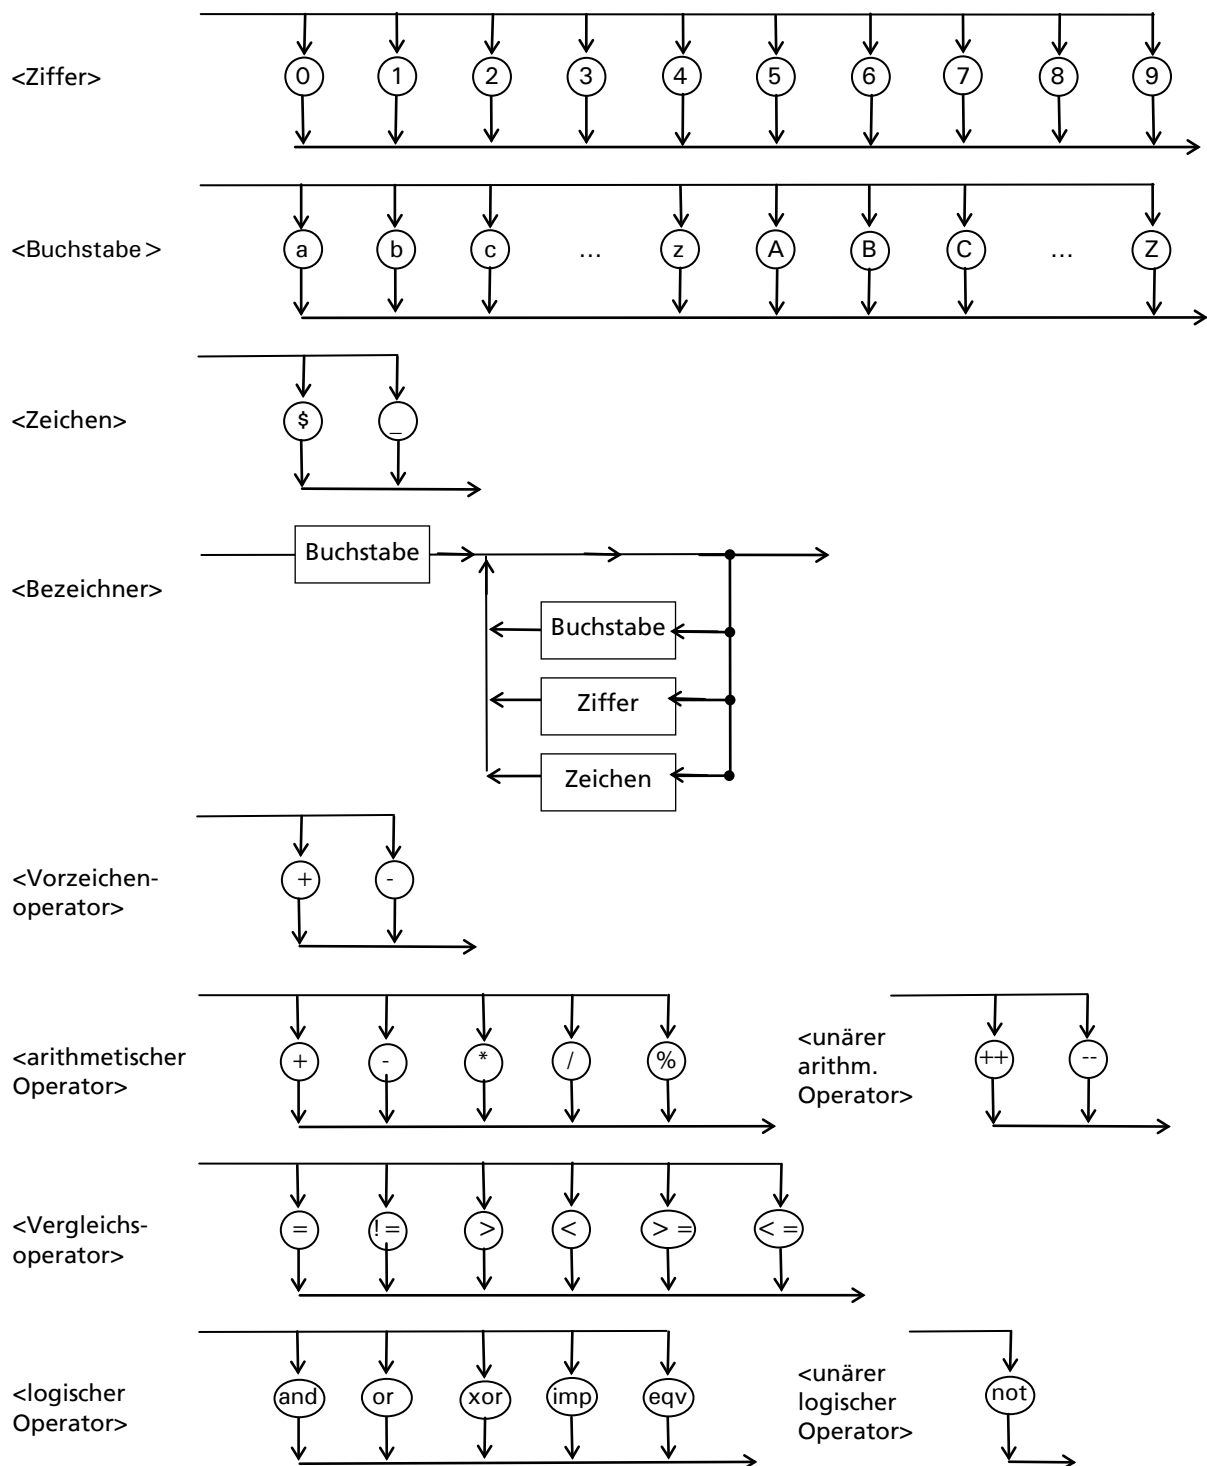 <Ziffer> 0 1 2 3 4 5 6 7 8 9
<Buchstabe> a b c ... z A B C ... Z
<Zeichen> $ _
Buchstabe
<Bezeichner>
Buchstabe
Ziffer
Zeichen
<Vorzeichen-
operator>
+ -
<arithmetischer
Operator>
+ - * / %
<unärer
arithm.
Operator>
++ --
<Vergleichs-
operator>
= != > < >= <=
<logischer
Operator>
and or xor imp eqv
<unärer
logischer
Operator>
not